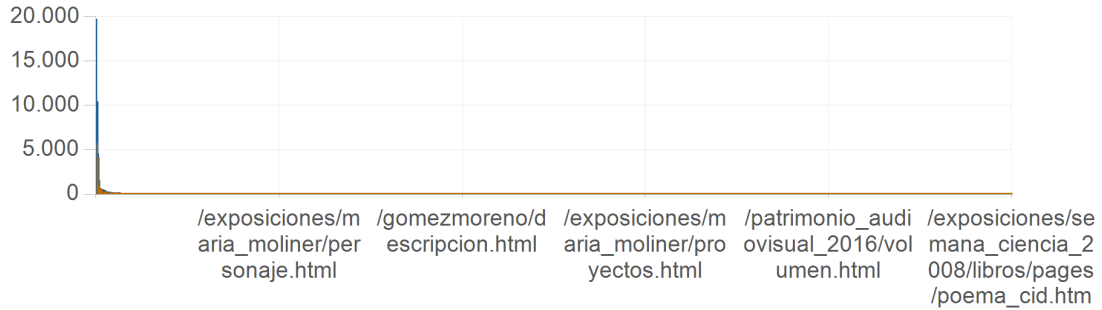 20.000
15.000
10.000
5.000
0
/exposiciones/m
aria_moliner/per
sonaje.html
/gomezmoreno/d
escripcion.html
/exposiciones/m
aria_moliner/pro
yectos.html
/patrimonio_audi
ovisual_2016/vol
umen.html
/exposiciones/se
mana_ciencia_2
008/libros/pages
/poema_cid.htm